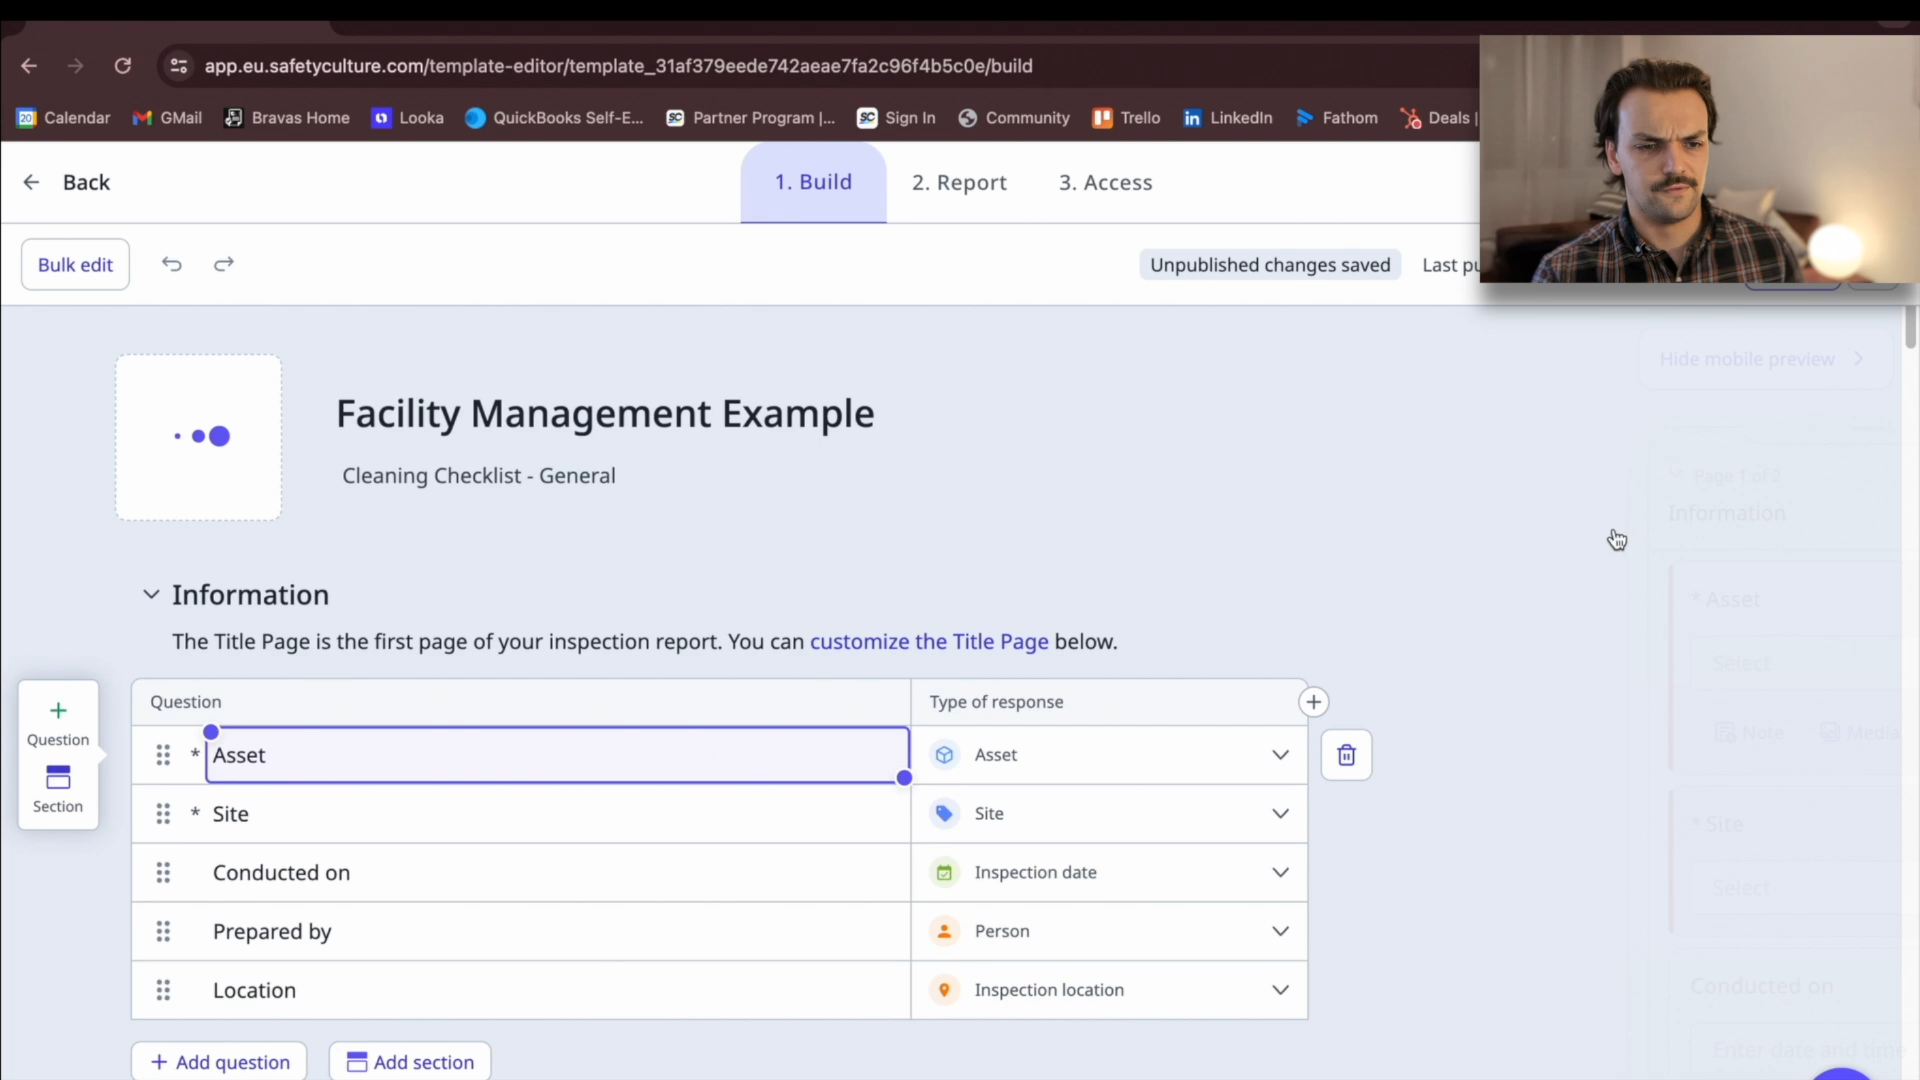 app.eu.safetyculture.com/template-editor/template_31af379eede742aeae7fa2c96f4b5c0e/build
20 Calendar GMail Bravas Home Looka QuickBooks Self-E... SC Partner Program |... SC Sign In Community Trello in LinkedIn Fathom Deals |
Back
1. Build 2. Report 3. Access
Bulk edit
Unpublished changes saved
Last
Hide mobile preview
Facility Management Example
Cleaning Checklist - General
Page 1 of 2
Information
Information
The Title Page is the first page of your inspection report. You can customize the Title Page below.
Question Type of response
* Asset Asset
* Site Site
Conducted on Inspection date
Prepared by Person
Location Inspection location
+ Add question Add section
Question
Section
* Asset
Select
Note Media
* Site
Select
Conducted on
Enter date and time